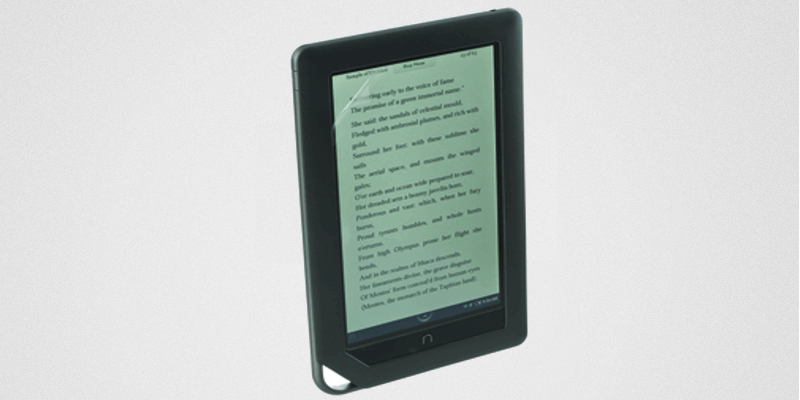 Sample
Buy Now
65 of 65
early to the voice of fame
The promise of a green immortal name."
She said: the sandals of celestial mould,
Fledged with ambrosial plumes, and rich with
gold,
Surround her feet: with these sublime she
sails
The aerial space, and mounts the winged
gales;
O'er earth and ocean wide prepared to soar,
Her dreaded arm a beamy javelin bore,
Ponderous and vast: which, when her fury
burns,
Proud tyrants humbles, and whole hosts
o'erturns.
From high Olympus prone her flight she
bends,
And in the realms of Ithaca descends.
Her lineaments divine, the grave disguise
Of Mentes' form conceal'd from human eyes
(Mentes, the monarch of the Taphian land);